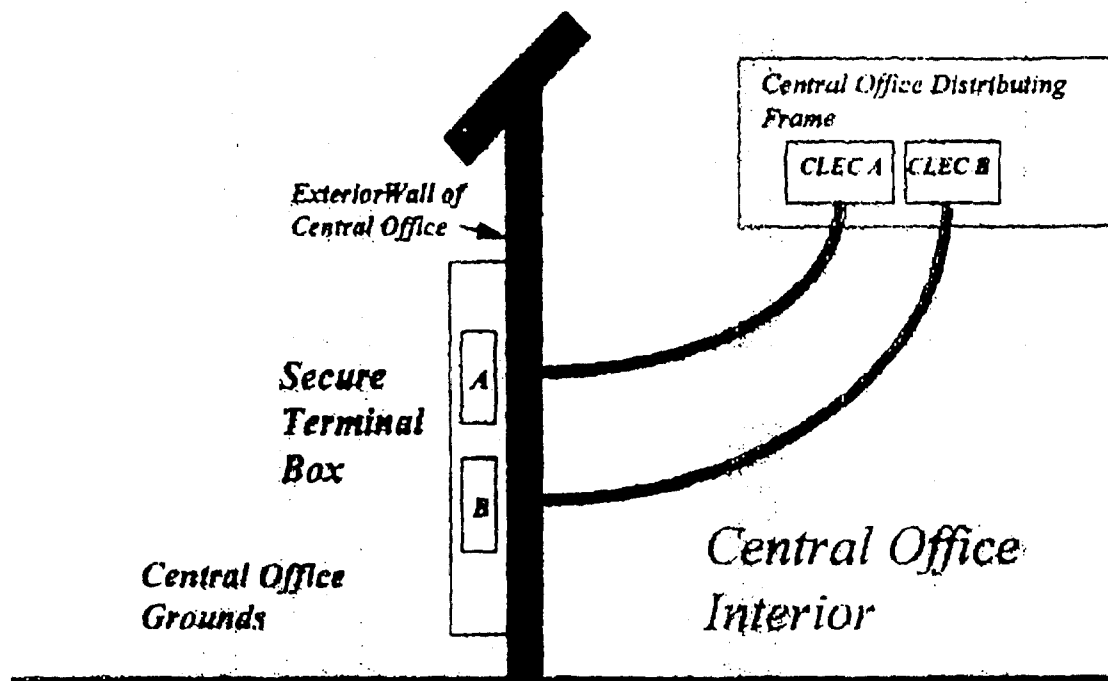 Central Office Distributing
Frame
CLEC A
CLEC B
ExteriorWall of
Central Office
A
Secure
Terminal
Box
B
Central Office
Interior
Central Office
Grounds